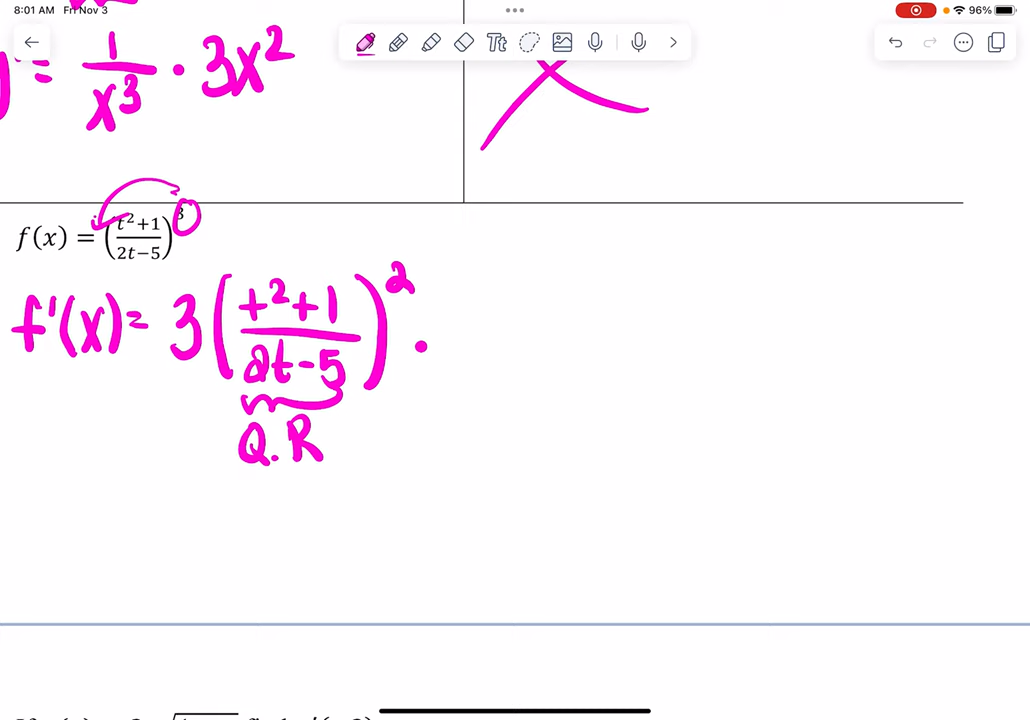 8:01 AM Fri Nov 3
96%
Tt
= 1/x³ · 3x²
f(x) = ((t²+1)/(2t−5))³
f'(x) = 3((t²+1)/(2t−5))² ·
Q.R